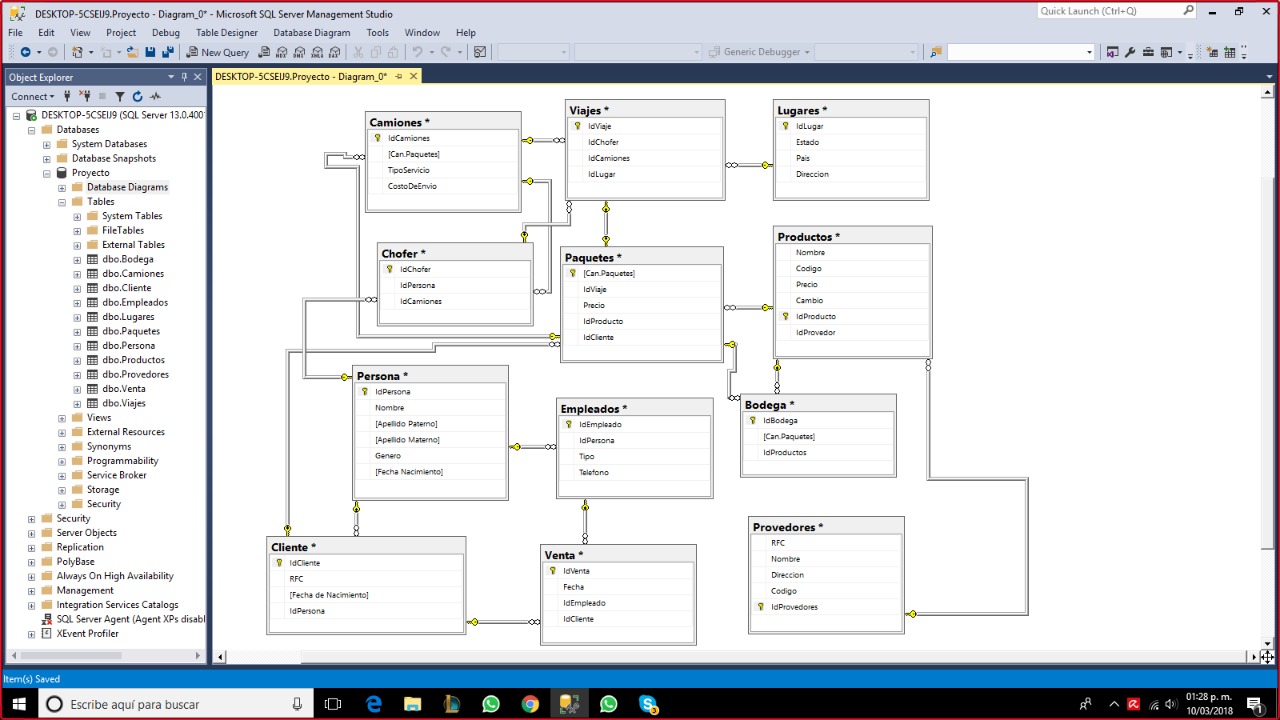 DESKTOP-5CSEIJ9.Proyecto - Diagram_0* - Microsoft SQL Server Management Studio
Quick Launch (Ctrl+Q)
File Edit View Project Debug Table Designer Database Diagram Tools Window Help
New Query
MDX DMX XMLA DAX
Generic Debugger
Object Explorer
DESKTOP-5CSEIJ9.Proyecto - Diagram_0*
Connect
DESKTOP-5CSEIJ9 (SQL Server 13.0.400
Databases
System Databases
Database Snapshots
Proyecto
Database Diagrams
Tables
System Tables
FileTables
External Tables
dbo.Bodega
dbo.Camiones
dbo.Cliente
dbo.Empleados
dbo.Lugares
dbo.Paquetes
dbo.Persona
dbo.Productos
dbo.Provedores
dbo.Venta
dbo.Viajes
Views
External Resources
Synonyms
Programmability
Service Broker
Storage
Security
Security
Server Objects
Replication
PolyBase
Always On High Availability
Management
Integration Services Catalogs
SQL Server Agent (Agent XPs disabl
XEvent Profiler
Camiones *
IdCamiones
[Can.Paquetes]
TipoServicio
CostoDeEnvio
Viajes *
IdViaje
IdChofer
IdCamiones
IdLugar
Lugares *
IdLugar
Estado
Pais
Direccion
Chofer *
IdChofer
IdPersona
IdCamiones
Paquetes *
[Can.Paquetes]
IdViaje
Precio
IdProducto
IdCliente
Productos *
Nombre
Codigo
Precio
Cambio
IdProducto
IdProvedor
Persona *
IdPersona
Nombre
[Apellido Paterno]
[Apellido Materno]
Genero
[Fecha Nacimiento]
Empleados *
IdEmpleado
IdPersona
Tipo
Telefono
Bodega *
IdBodega
[Can.Paquetes]
IdProductos
Cliente *
IdCliente
RFC
[Fecha de Nacimiento]
IdPersona
Venta *
IdVenta
Fecha
IdEmpleado
IdCliente
Provedores *
RFC
Nombre
Direccion
Codigo
IdProvedores
Item(s) Saved
Escribe aquí para buscar
01:28 p. m.
10/03/2018
1